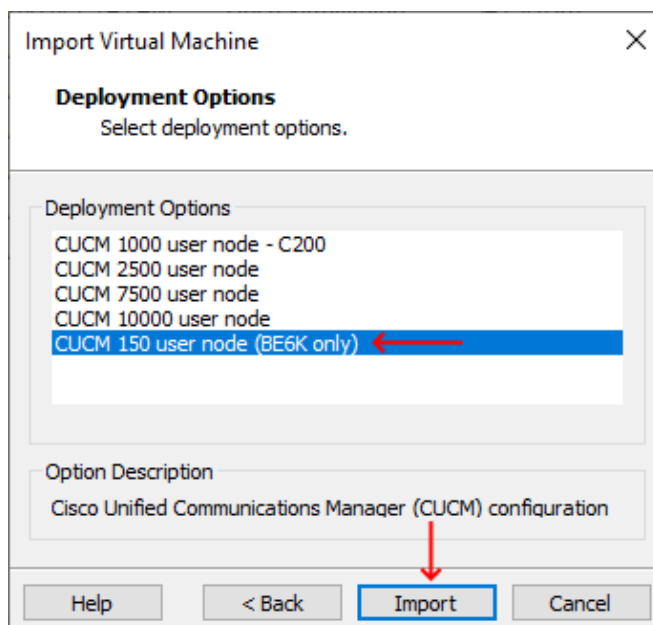 Import Virtual Machine
Deployment Options
Select deployment options.
Deployment Options
CUCM 1000 user node - C200
CUCM 2500 user node
CUCM 7500 user node
CUCM 10000 user node
CUCM 150 user node (BE6K only)
Option Description
Cisco Unified Communications Manager (CUCM) configuration
Help
< Back
Import
Cancel